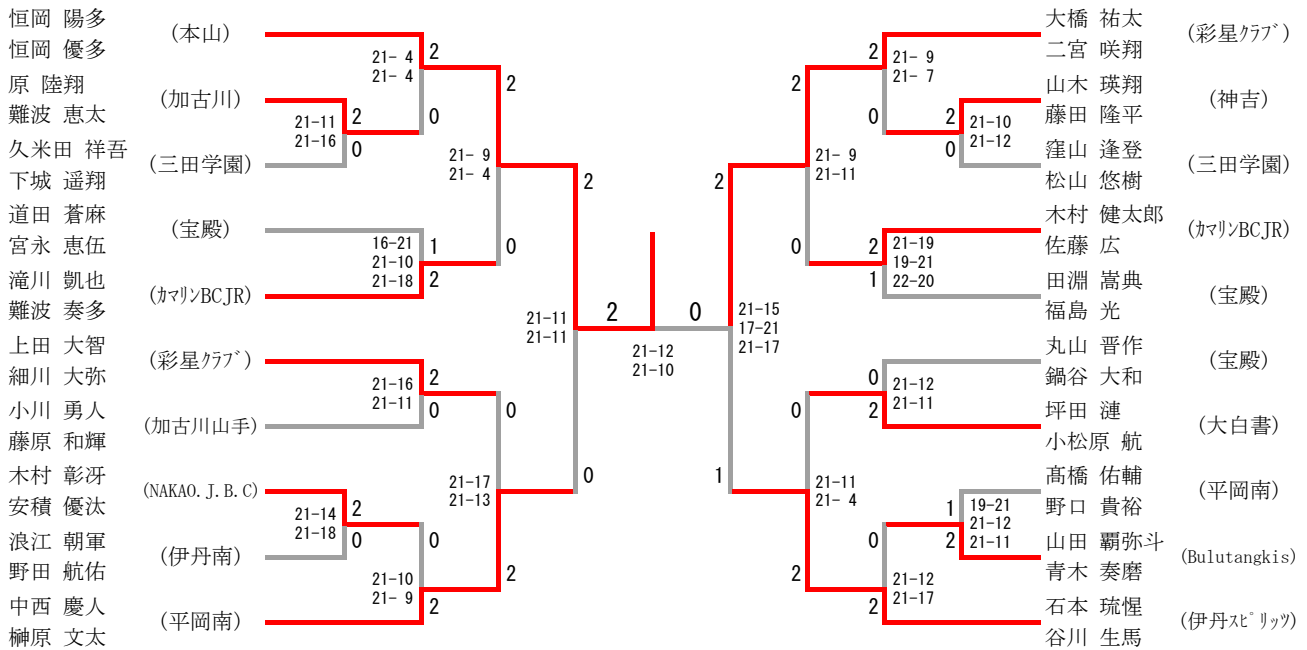 恒岡 陽多
恒岡 優多
(本山)
原 陸翔
難波 恵太
(加古川)
久米田 祥吾
下城 遥翔
(三田学園)
道田 蒼麻
宮永 恵伍
(宝殿)
滝川 凱也
難波 奏多
(ｶﾏﾘﾝBCJR)
上田 大智
細川 大弥
(彩星ｸﾗﾌﾞ)
小川 勇人
藤原 和輝
(加古川山手)
木村 彰冴
安積 優汰
(NAKAO.J.B.C)
浪江 朝軍
野田 航佑
(伊丹南)
中西 慶人
榊原 文太
(平岡南)
21- 4
21- 4
2
0
21-11
21-16
2
0
16-21
21-10
21-18
1
2
21-16
21-11
2
0
21-14
21-18
2
0
21-10
21- 9
0
2
21- 9
21- 4
2
0
21-17
21-13
0
2
21-11
21-11
2
0
2
0
21-12
21-10
21-15
17-21
21-17
2
1
21- 9
21-11
2
0
21-11
21- 4
0
2
21- 9
21- 7
2
0
21-10
21-12
2
0
21-19
19-21
22-20
2
1
21-12
21-11
0
2
19-21
21-12
21-11
1
2
21-12
21-17
0
2
大橋 祐太
二宮 咲翔
(彩星ｸﾗﾌﾞ)
山木 瑛翔
藤田 隆平
(神吉)
窪山 逢登
松山 悠樹
(三田学園)
木村 健太郎
佐藤 広
(ｶﾏﾘﾝBCJR)
田淵 嵩典
福島 光
(宝殿)
丸山 晋作
鍋谷 大和
(宝殿)
坪田 漣
小松原 航
(大白書)
髙橋 佑輔
野口 貴裕
(平岡南)
山田 覇弥斗
青木 奏磨
(Bulutangkis)
石本 琉惺
谷川 生馬
(伊丹ｽﾋﾟﾘｯﾂ)